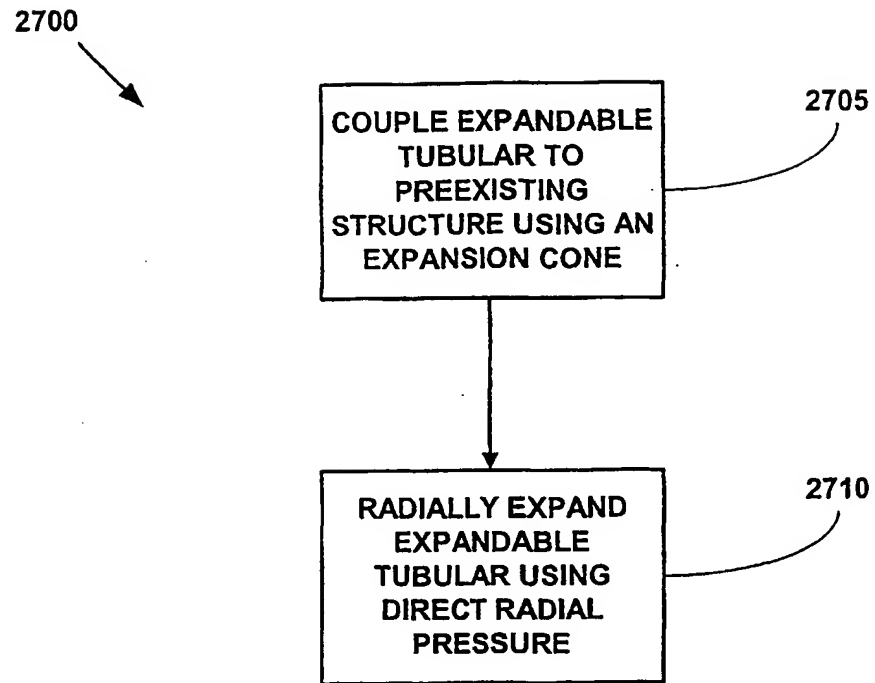 2700
COUPLE EXPANDABLE
TUBULAR TO
PREEXISTING
STRUCTURE USING AN
EXPANSION CONE
2705
RADIALLY EXPAND
EXPANDABLE
TUBULAR USING
DIRECT RADIAL
PRESSURE
2710